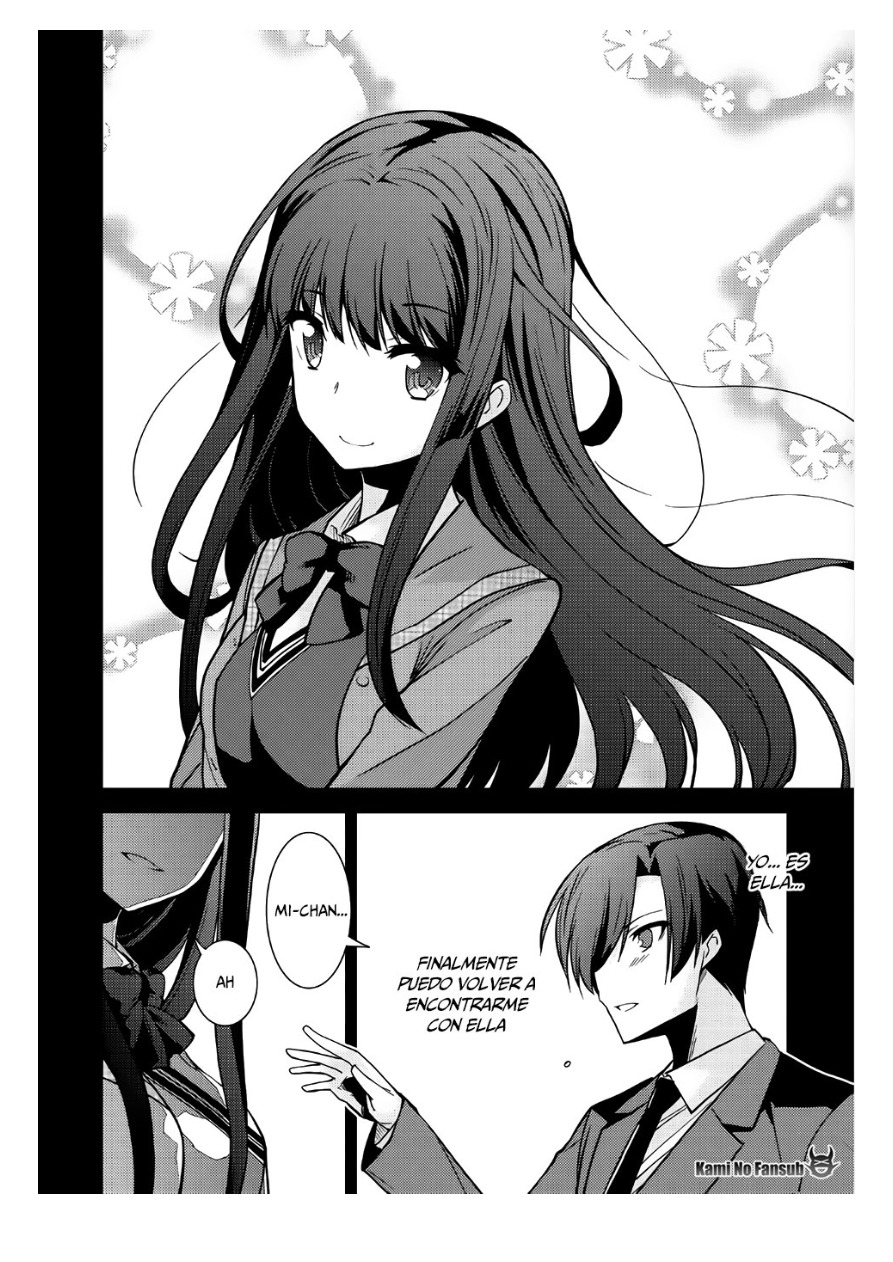 YO... ES
ELLA...
FINALMENTE
PUEDO VOLVER A
ENCONTRARME
CON ELLA
MI-CHAN...
AH
Kami No Fansub